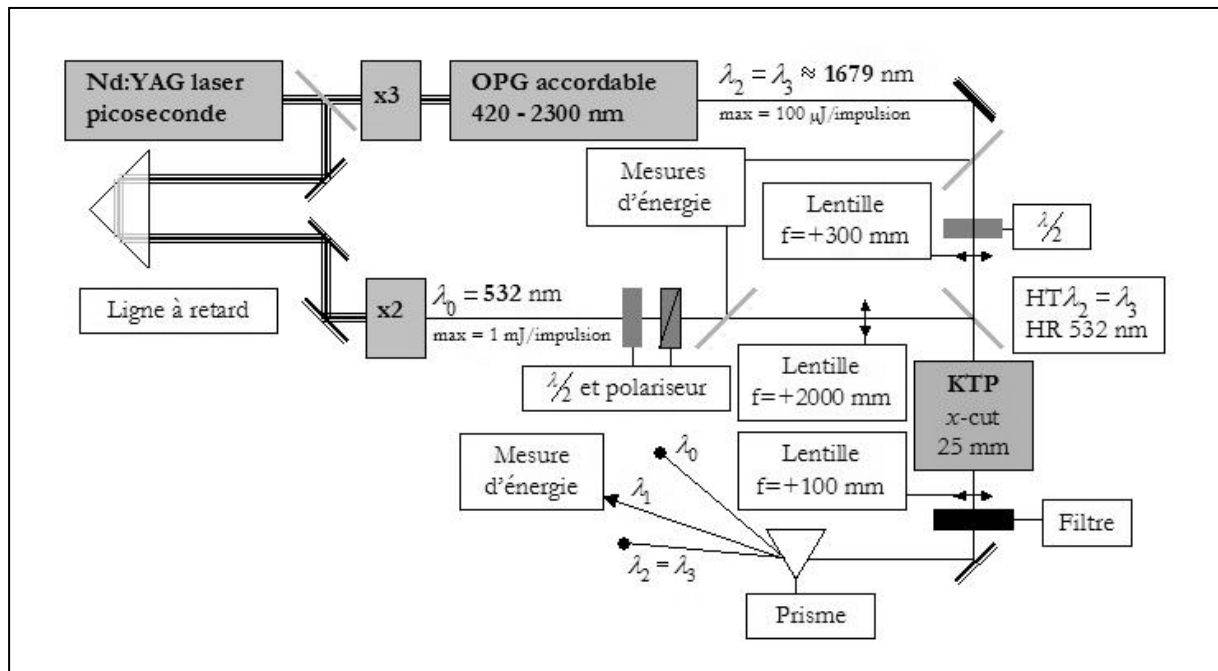 Nd:YAG laser
picoseconde
x3
OPG accordable
420 - 2300 nm
λ2 = λ3 ≈ 1679 nm
max = 100 µJ/impulsion
Mesures
d'énergie
Lentille
f=+300 mm
λ/2
Ligne à retard
x2
λ0 = 532 nm
max = 1 mJ/impulsion
HT λ2 = λ3
HR 532 nm
λ/2 et polariseur
Lentille
f=+2000 mm
KTP
x-cut
25 mm
Mesure
d'énergie
λ0
λ1
λ2 = λ3
Lentille
f=+100 mm
Filtre
Prisme